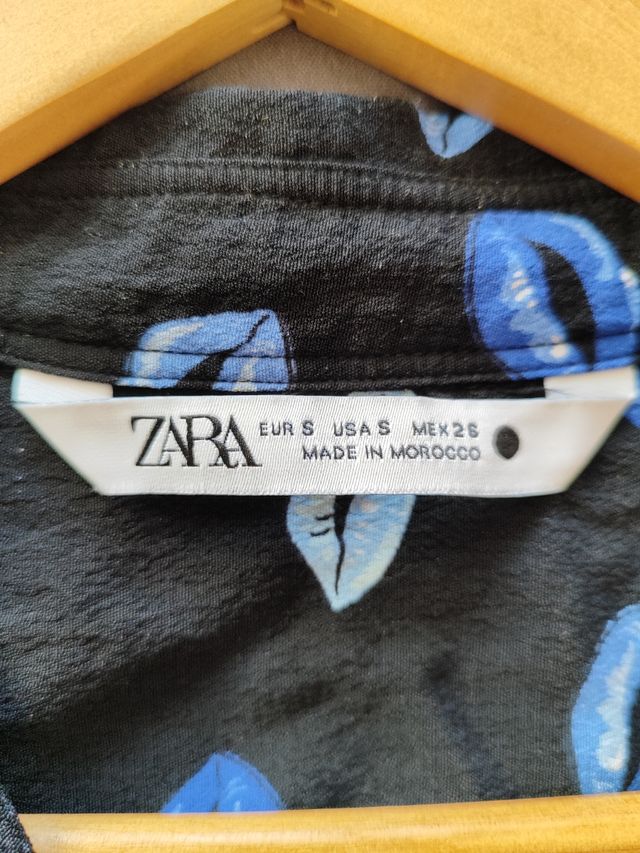 ZARA
EUR S USA S MEX 26
MADE IN MOROCCO